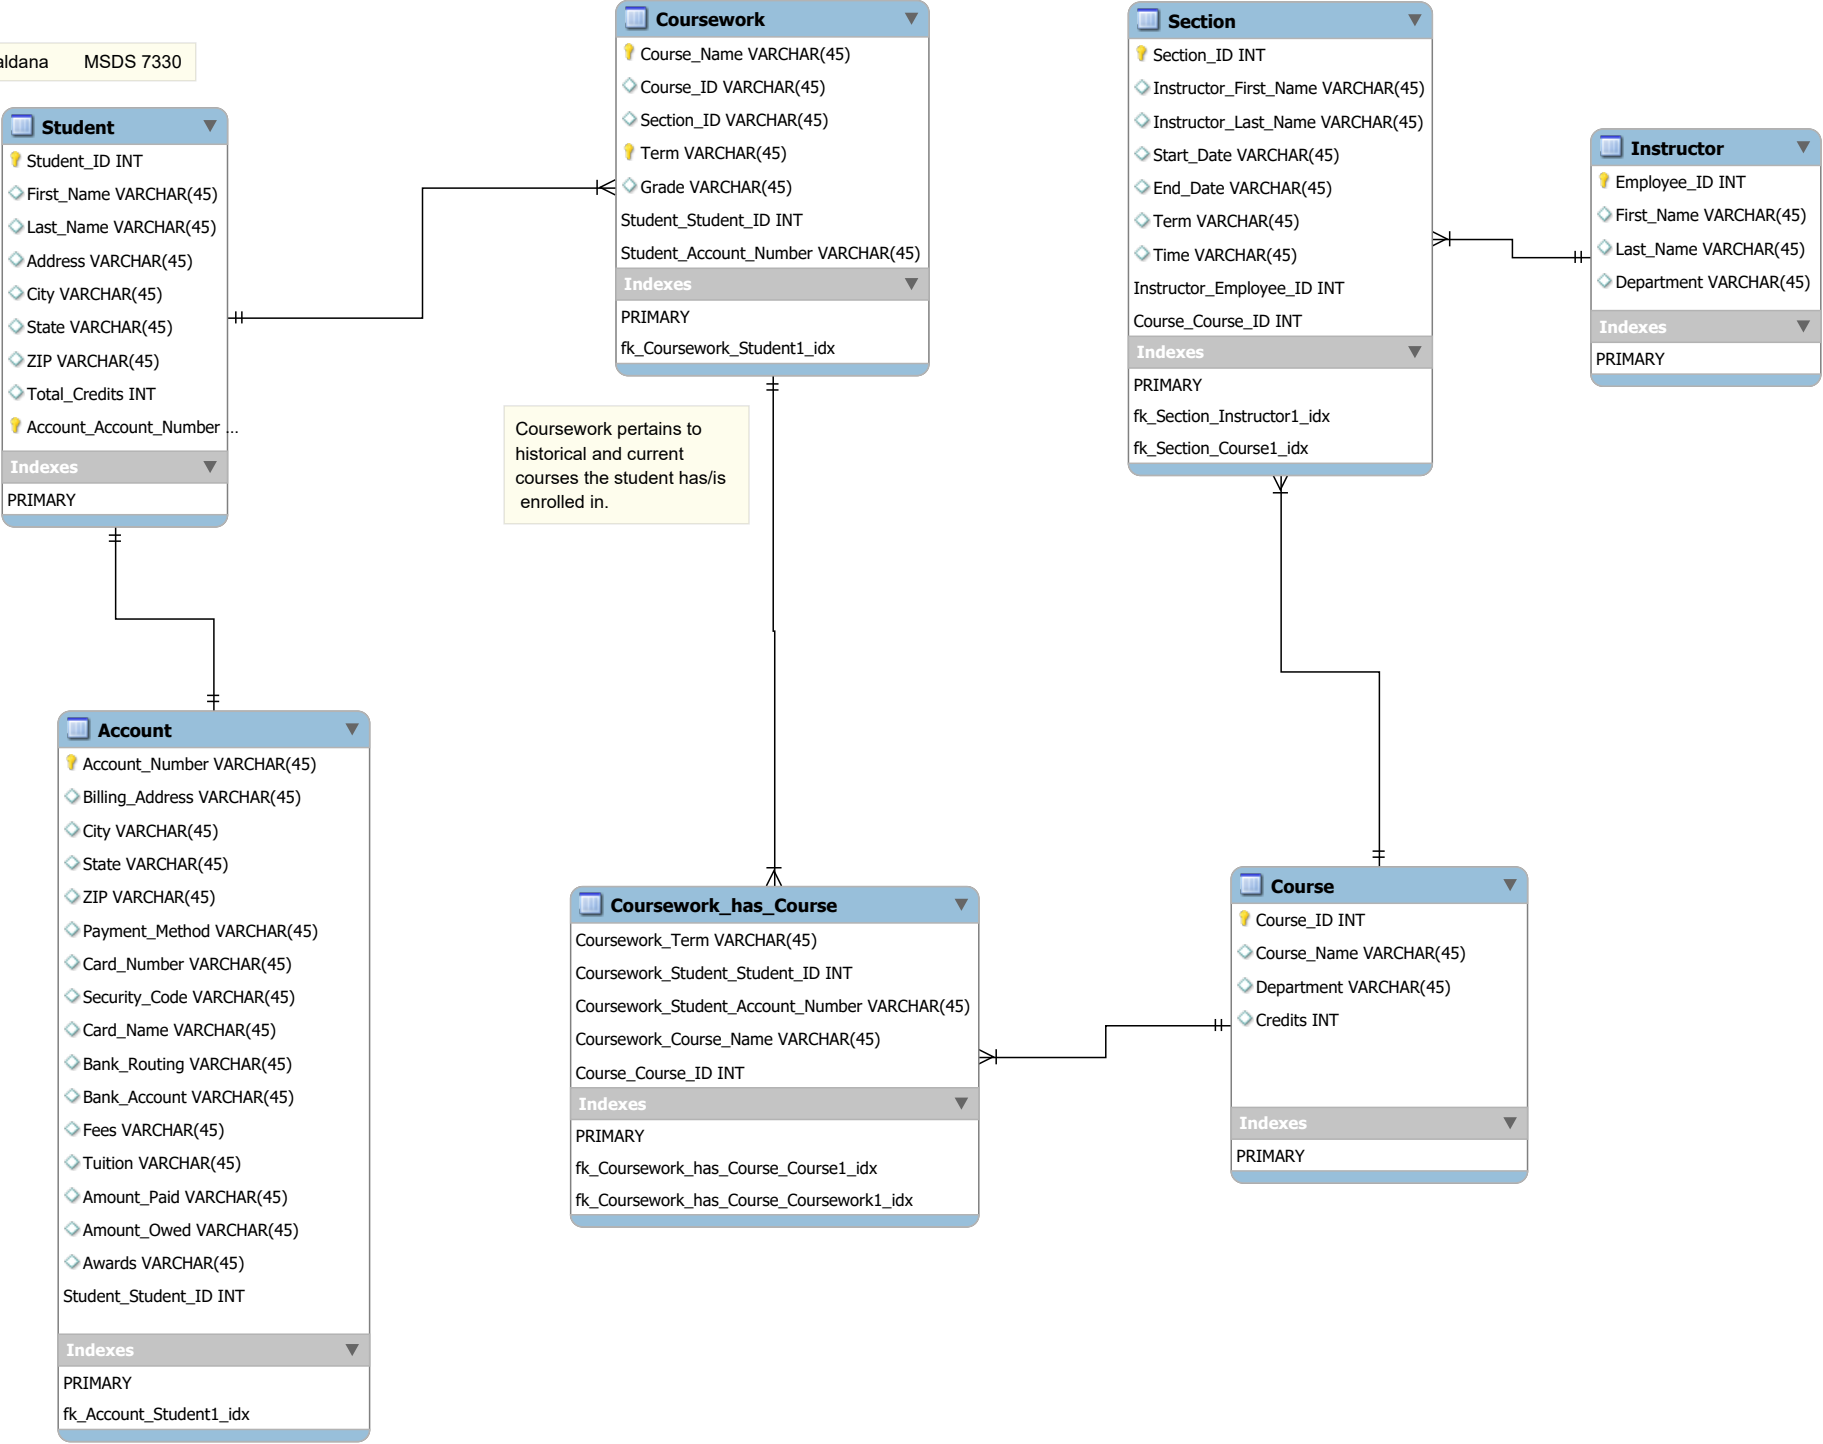 MSDS 7330
Student
Student_ID INT
First_Name VARCHAR(45)
Last_Name VARCHAR(45)
Address VARCHAR(45)
City VARCHAR(45)
State VARCHAR(45)
ZIP VARCHAR(45)
Total_Credits INT
Account_Account_Number ...
Indexes
PRIMARY
Coursework
Course_Name VARCHAR(45)
Course_ID VARCHAR(45)
Section_ID VARCHAR(45)
Term VARCHAR(45)
Grade VARCHAR(45)
Student_Student_ID INT
Student_Account_Number VARCHAR(45)
Indexes
PRIMARY
fk_Coursework_Student1_idx
Section
Section_ID INT
Instructor_First_Name VARCHAR(45)
Instructor_Last_Name VARCHAR(45)
Start_Date VARCHAR(45)
End_Date VARCHAR(45)
Term VARCHAR(45)
Time VARCHAR(45)
Instructor_Employee_ID INT
Course_Course_ID INT
Indexes
PRIMARY
fk_Section_Instructor1_idx
fk_Section_Course1_idx
Instructor
Employee_ID INT
First_Name VARCHAR(45)
Last_Name VARCHAR(45)
Department VARCHAR(45)
Indexes
PRIMARY
Coursework pertains to
historical and current
courses the student has/is
enrolled in.
Account
Account_Number VARCHAR(45)
Billing_Address VARCHAR(45)
City VARCHAR(45)
State VARCHAR(45)
ZIP VARCHAR(45)
Payment_Method VARCHAR(45)
Card_Number VARCHAR(45)
Security_Code VARCHAR(45)
Card_Name VARCHAR(45)
Bank_Routing VARCHAR(45)
Bank_Account VARCHAR(45)
Fees VARCHAR(45)
Tuition VARCHAR(45)
Amount_Paid VARCHAR(45)
Amount_Owed VARCHAR(45)
Awards VARCHAR(45)
Student_Student_ID INT
Indexes
PRIMARY
fk_Account_Student1_idx
Coursework_has_Course
Coursework_Term VARCHAR(45)
Coursework_Student_Student_ID INT
Coursework_Student_Account_Number VARCHAR(45)
Coursework_Course_Name VARCHAR(45)
Course_Course_ID INT
Indexes
PRIMARY
fk_Coursework_has_Course_Course1_idx
fk_Coursework_has_Course_Coursework1_idx
Course
Course_ID INT
Course_Name VARCHAR(45)
Department VARCHAR(45)
Credits INT
Indexes
PRIMARY